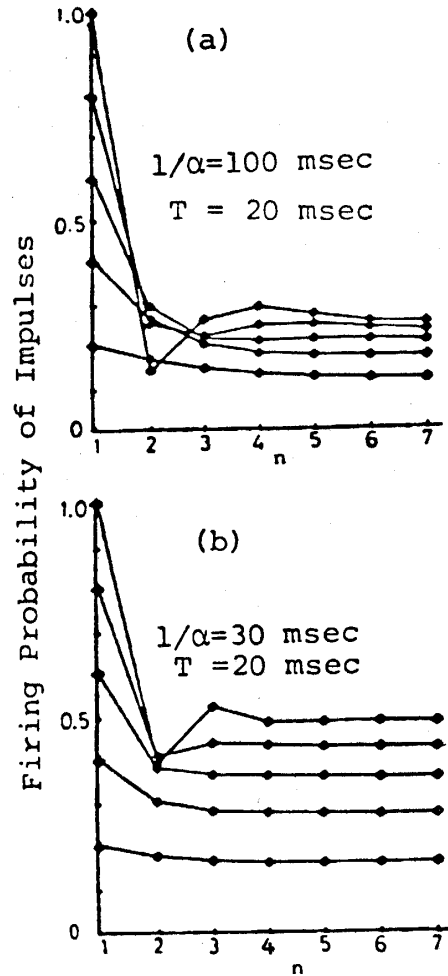 Firing Probability of Impulses
1.0
(a)
1/α=100 msec
T = 20 msec
0.5
0
1 2 3 4 5 6 7
n
1.0
(b)
1/α=30 msec
T =20 msec
0.5
0
1 2 3 4 5 6 7
n